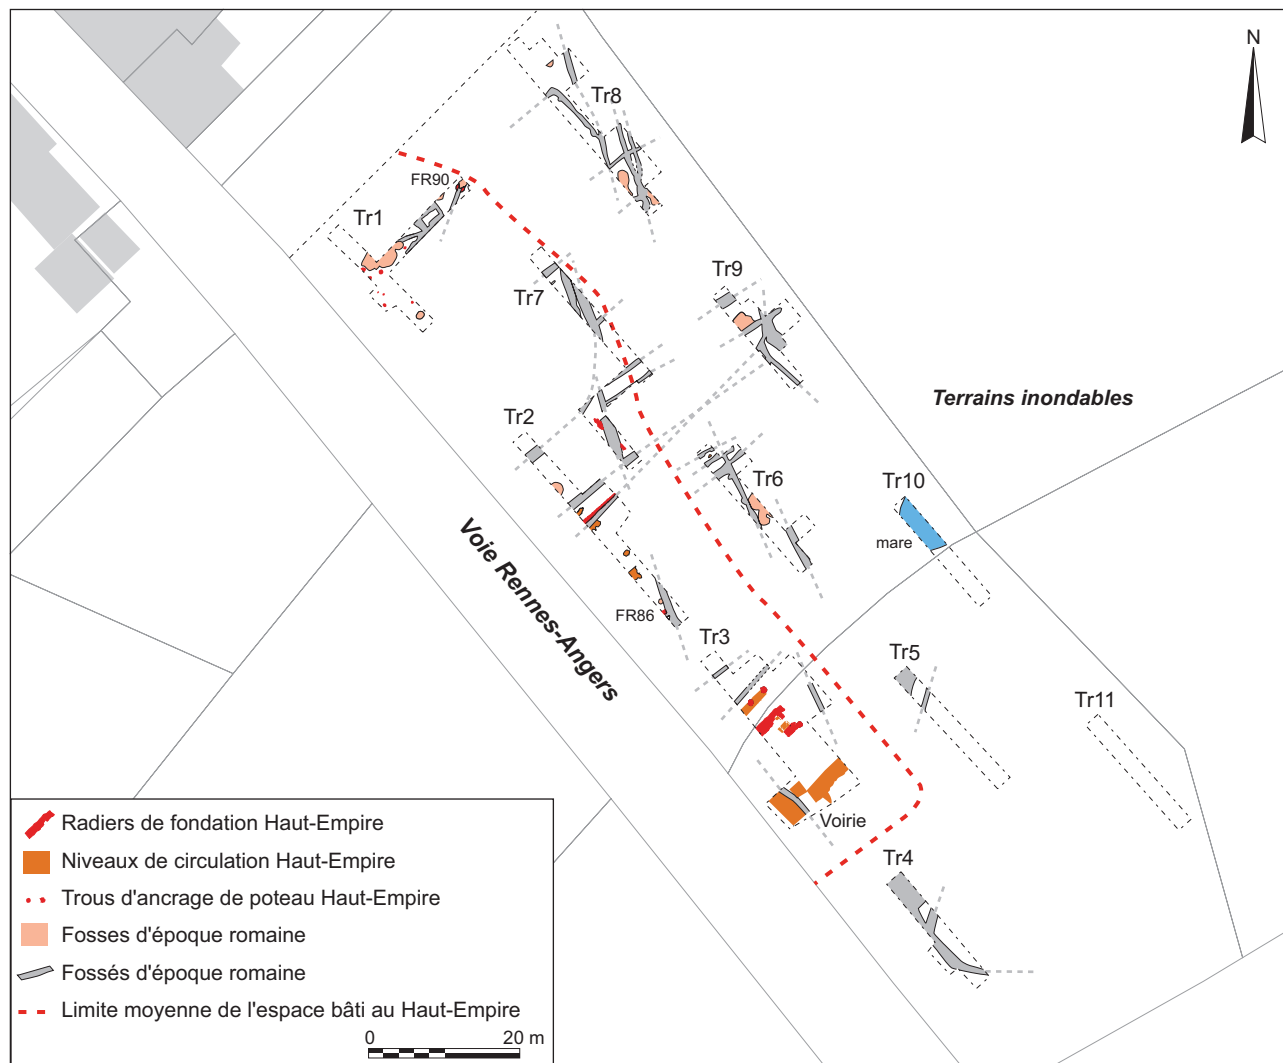 N
Tr8
FR90
Tr1
Tr9
Tr7
Terrains inondables
Tr2
Tr6
Tr10
mare
Voie Rennes-Angers
FR86
Tr3
Tr5
Tr11
Voirie
Tr4
Radiers de fondation Haut-Empire
Niveaux de circulation Haut-Empire
Trous d'ancrage de poteau Haut-Empire
Fosses d'époque romaine
Fossés d'époque romaine
Limite moyenne de l'espace bâti au Haut-Empire
0 20 m